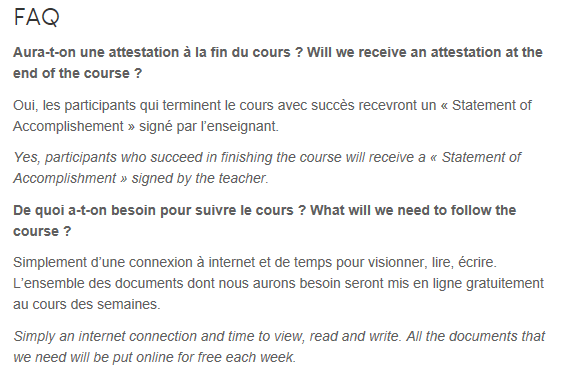 FAQ
Aura-t-on une attestation à la fin du cours ? Will we receive an attestation at the
end of the course ?
Oui, les participants qui terminent le cours avec succès recevront un « Statement of
Accomplishement » signé par l'enseignant.
Yes, participants who succeed in finishing the course will receive a « Statement of
Accomplishment » signed by the teacher.
De quoi a-t-on besoin pour suivre le cours ? What will we need to follow the
course ?
Simplement d'une connexion à internet et de temps pour visionner, lire, écrire.
L'ensemble des documents dont nous aurons besoin seront mis en ligne gratuitement
au cours des semaines.
Simply an internet connection and time to view, read and write. All the documents that
we need will be put online for free each week.